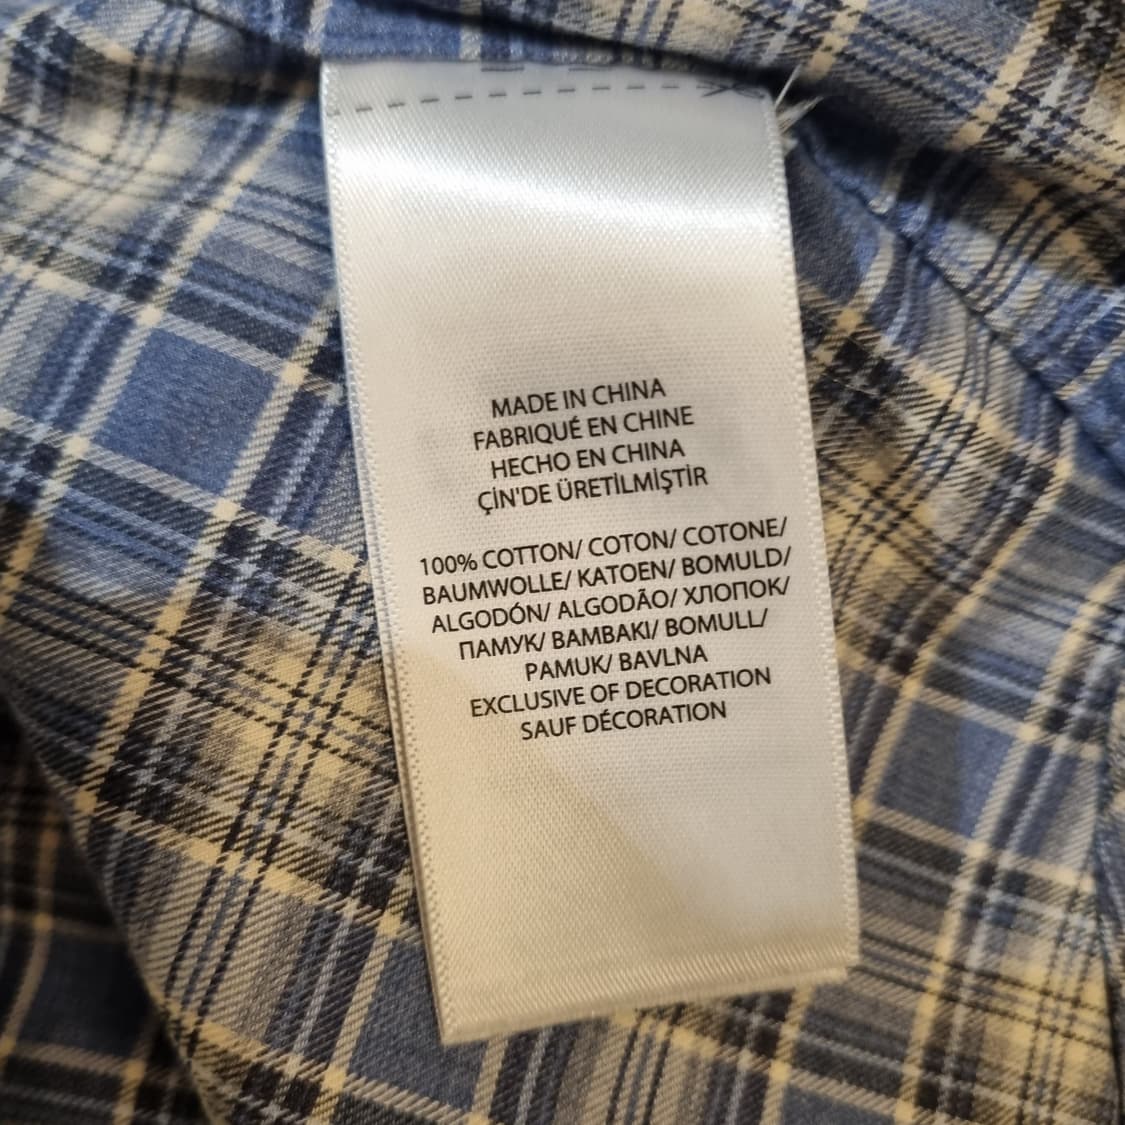 MADE IN CHINA
FABRIQUÉ EN CHINE
HECHO EN CHINA
ÇİN'DE ÜRETİLMİŞTİR
100% COTTON/ COTON/ COTONE/
BAUMWOLLE/ KATOEN/ BOMULD/
ALGODÓN/ ALGODÃO/ ХЛОПОК/
ПАМУК/ BAMBAKI/ BOMULL/
PAMUK/ BAVLNA
EXCLUSIVE OF DECORATION
SAUF DÉCORATION